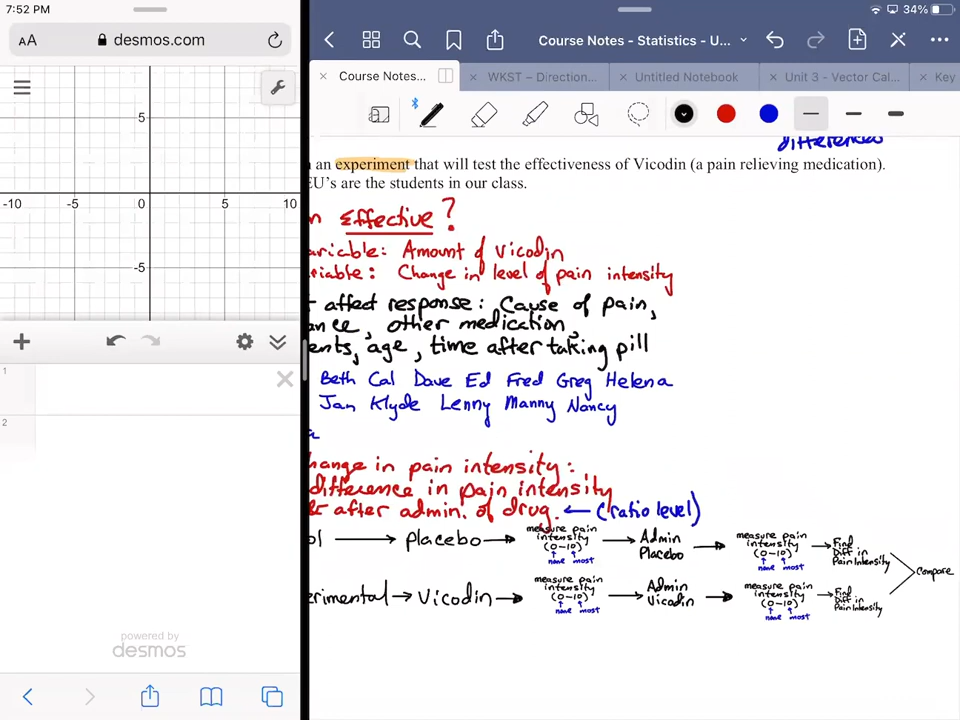 7:52 PM
34%
AA desmos.com
5
-10 -5 0 5 10
-5
1
2
powered by
desmos
Course Notes - Statistics - U...
Course Notes... WKST – Direction... Untitled Notebook Unit 3 - Vector Cal... Key
differences
n an experiment that will test the effectiveness of Vicodin (a pain relieving medication).
EU's are the students in our class.
n Effective?
ariable: Amount of Vicodin
riable: Change in level of pain intensity
t affect response: Cause of pain,
ance, other medication,
ents, age, time after taking pill
Beth Cal Dave Ed Fred Greg Helena
Jan Klyde Lenny Manny Nancy
a
hange in pain intensity:
difference in pain intensity
& after admin. of drug. ← (ratio level)
ol → placebo → measure pain intensity (0-10) none most → Admin Placebo → measure pain intensity (0-10) none most → Find Diff in Pain Intensity
Compare
erimental → Vicodin → measure pain intensity (0-10) none most → Admin Vicodin → measure pain intensity (0-10) none most → Find Diff in Pain Intensity